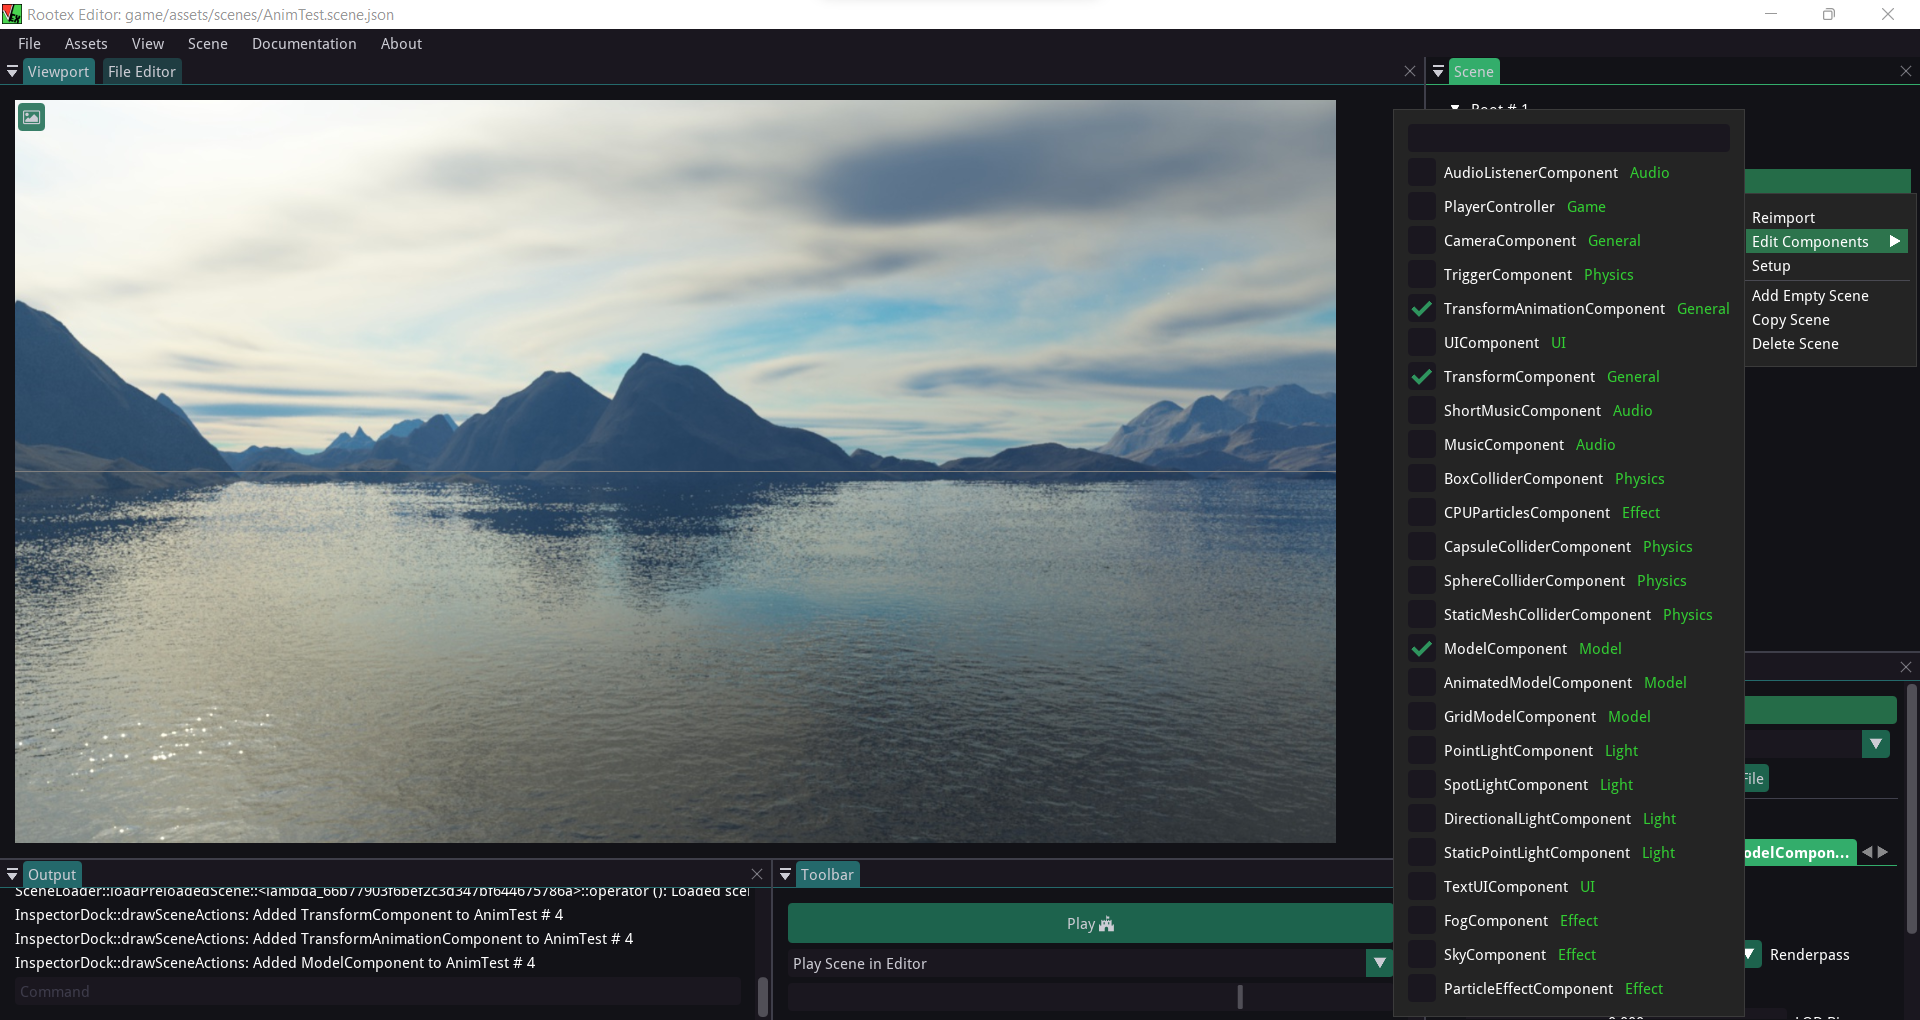 Rootex Editor: game/assets/scenes/AnimTest.scene.json
File Assets View Scene Documentation About
Viewport File Editor
Scene
Root # 1
AudioListenerComponent Audio
PlayerController Game
CameraComponent General
TriggerComponent Physics
TransformAnimationComponent General
UIComponent UI
TransformComponent General
ShortMusicComponent Audio
MusicComponent Audio
BoxColliderComponent Physics
CPUParticlesComponent Effect
CapsuleColliderComponent Physics
SphereColliderComponent Physics
StaticMeshColliderComponent Physics
ModelComponent Model
AnimatedModelComponent Model
GridModelComponent Model
PointLightComponent Light
SpotLightComponent Light
DirectionalLightComponent Light
StaticPointLightComponent Light
TextUIComponent UI
FogComponent Effect
SkyComponent Effect
ParticleEffectComponent Effect
Reimport
Edit Components
Setup
Add Empty Scene
Copy Scene
Delete Scene
File
odelCompon...
Renderpass
Output
SceneLoader::loadPreloadedScene::<lambda_66b77903f6bef2c3d347bf644675786a>::operator (): Loaded scen
InspectorDock::drawSceneActions: Added TransformComponent to AnimTest # 4
InspectorDock::drawSceneActions: Added TransformAnimationComponent to AnimTest # 4
InspectorDock::drawSceneActions: Added ModelComponent to AnimTest # 4
Command
Toolbar
Play
Play Scene in Editor